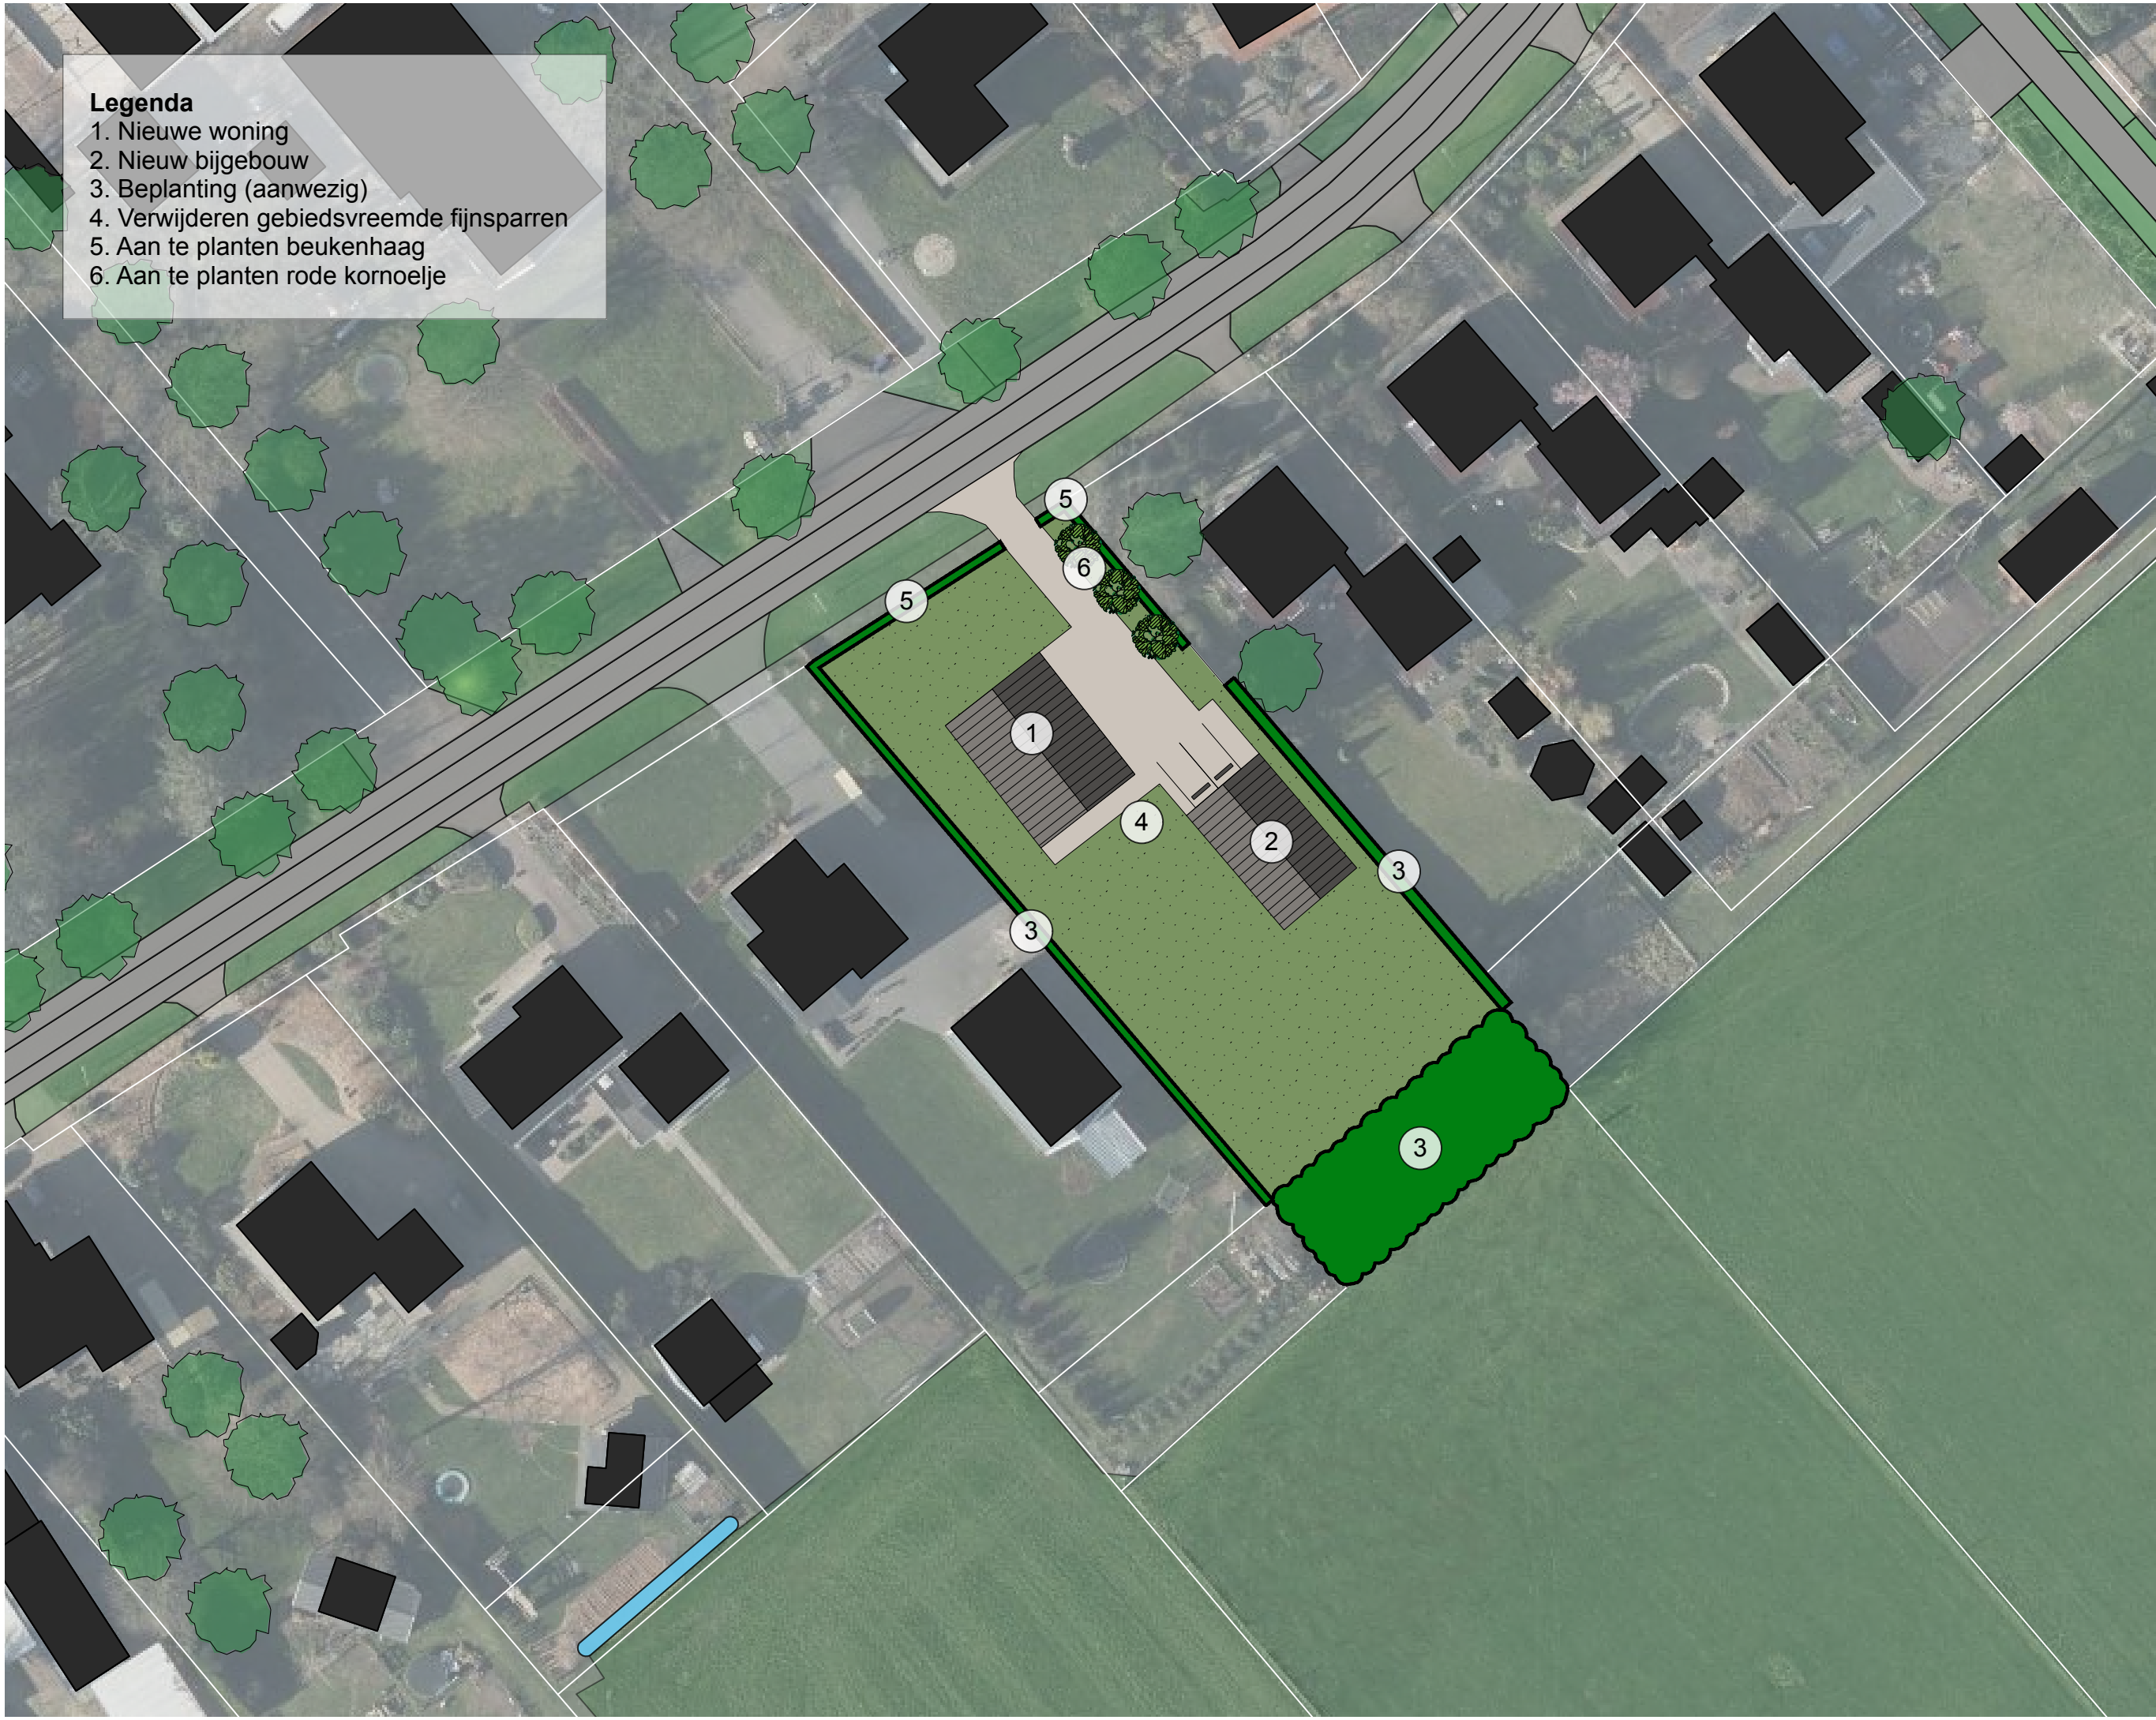 Legenda
1. Nieuwe woning
2. Nieuw bijgebouw
3. Beplanting (aanwezig)
4. Verwijderen gebiedsvreemde fijnsparren
5. Aan te planten beukenhaag
6. Aan te planten rode kornoelje
5
6
5
1
4
2
3
3
3